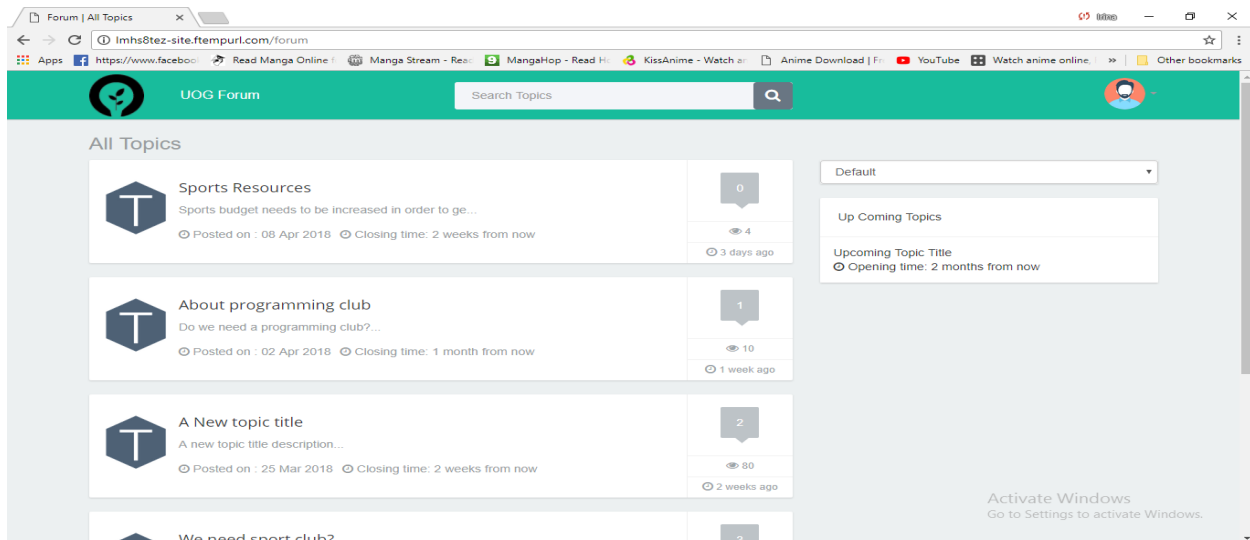 Forum | All Topics
lmhs8tez-site.ftempurl.com/forum
Apps https://www.faceboo Read Manga Online Manga Stream - Rea MangaHop - Read H KissAnime - Watch a Anime Download | YouTube Watch anime online, » Other bookmarks
UOG Forum
Search Topics
All Topics
Default
Sports Resources
0
Sports budget needs to be increased in order to ge...
Posted on : 08 Apr 2018 Closing time: 2 weeks from now
4
3 days ago
Up Coming Topics
Upcoming Topic Title
Opening time: 2 months from now
About programming club
1
Do we need a programming club?...
Posted on : 02 Apr 2018 Closing time: 1 month from now
10
1 week ago
A New topic title
2
A new topic title description...
Posted on : 25 Mar 2018 Closing time: 2 weeks from now
80
2 weeks ago
We need sport club?
Activate Windows
Go to Settings to activate Windows.